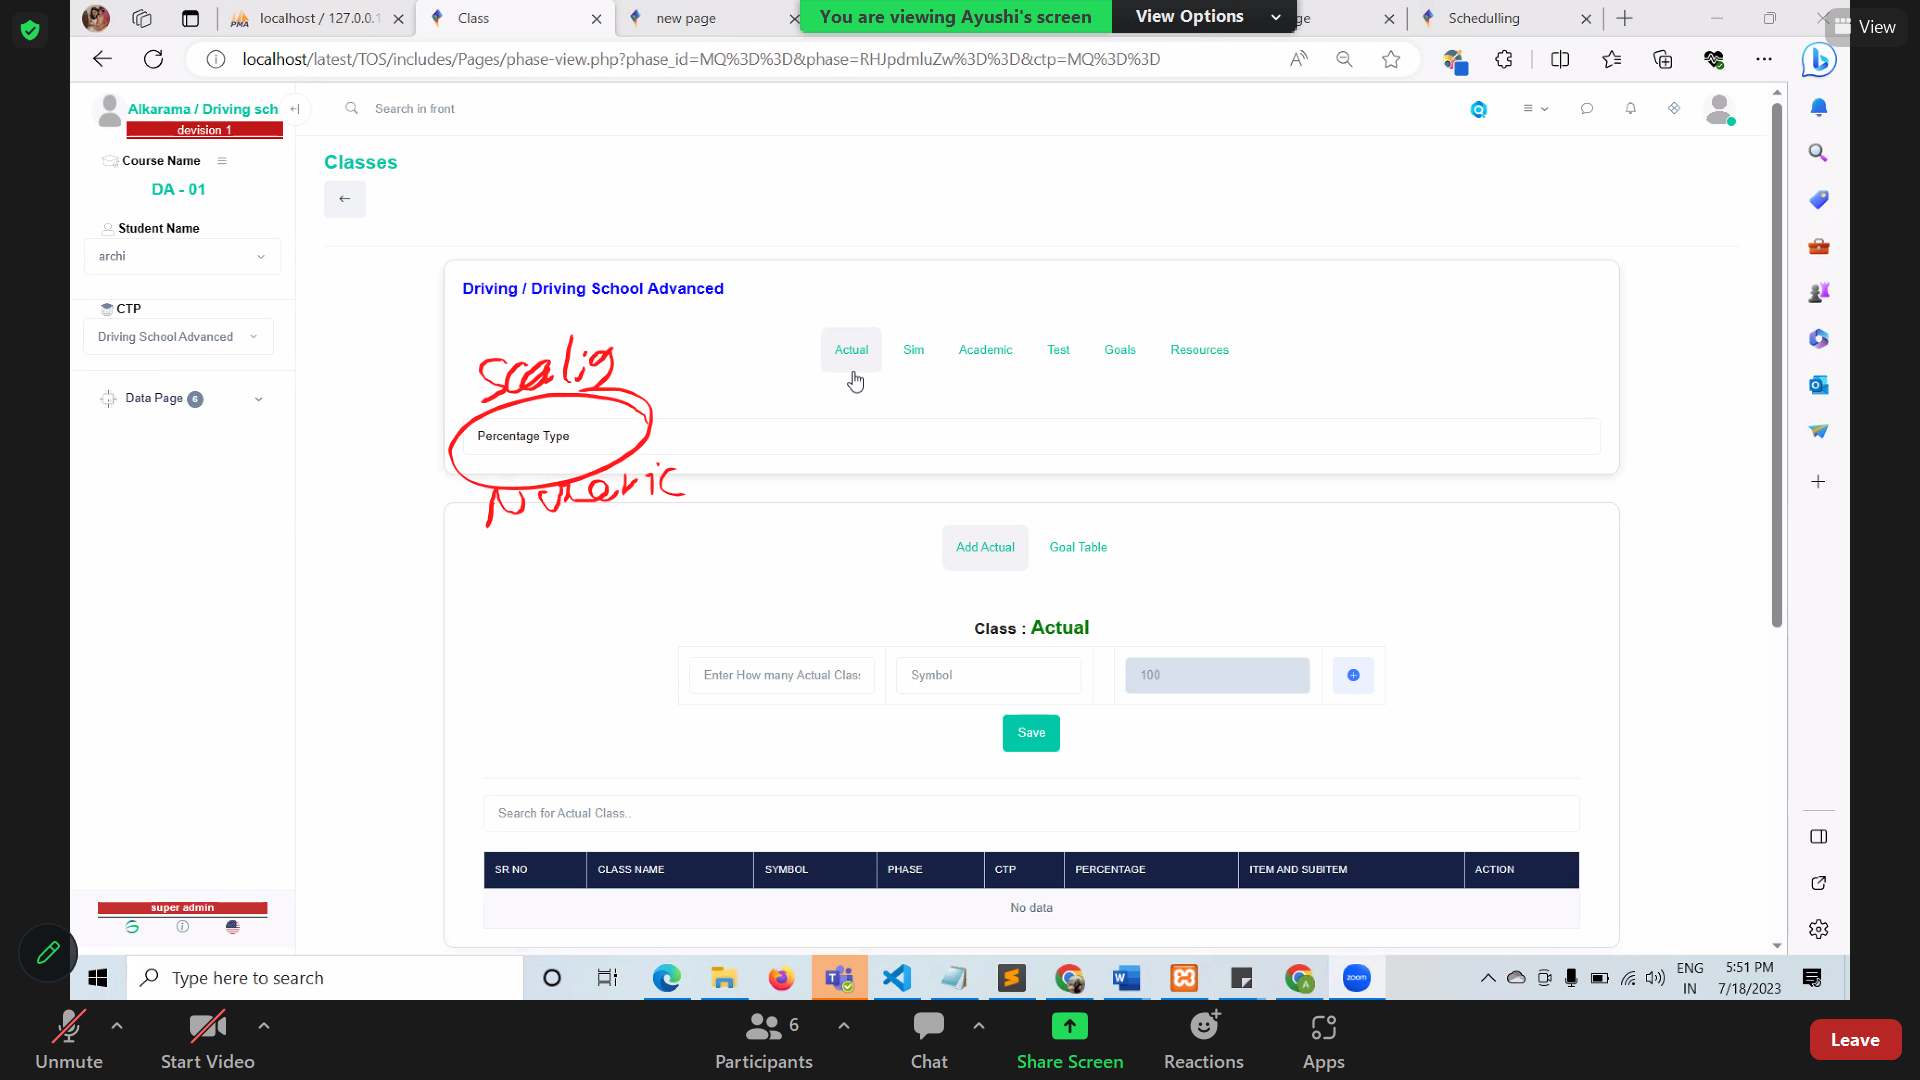 localhost / 127.0.0.1
Class
new page
You are viewing Ayushi's screen
View Options
ge
Schedulling
View
localhost/latest/TOS/includes/Pages/phase-view.php?phase_id=MQ%3D%3D&phase=RHJpdmluZw%3D%3D&ctp=MQ%3D%3D
Alkarama / Driving sch
devision 1
Search in front
Course Name
DA - 01
Classes
Student Name
archi
CTP
Driving School Advanced
Data Page 6
Driving / Driving School Advanced
Actual Sim Academic Test Goals Resources
Scalig
Percentage Type
Numeric
Add Actual Goal Table
Class : Actual
Enter How many Actual Clas Symbol 100
Save
Search for Actual Class..
SR NO CLASS NAME SYMBOL PHASE CTP PERCENTAGE ITEM AND SUBITEM ACTION
No data
super admin
Type here to search
zoom
ENG
IN
5:51 PM
7/18/2023
6
Unmute Start Video Participants Chat Share Screen Reactions Apps Leave